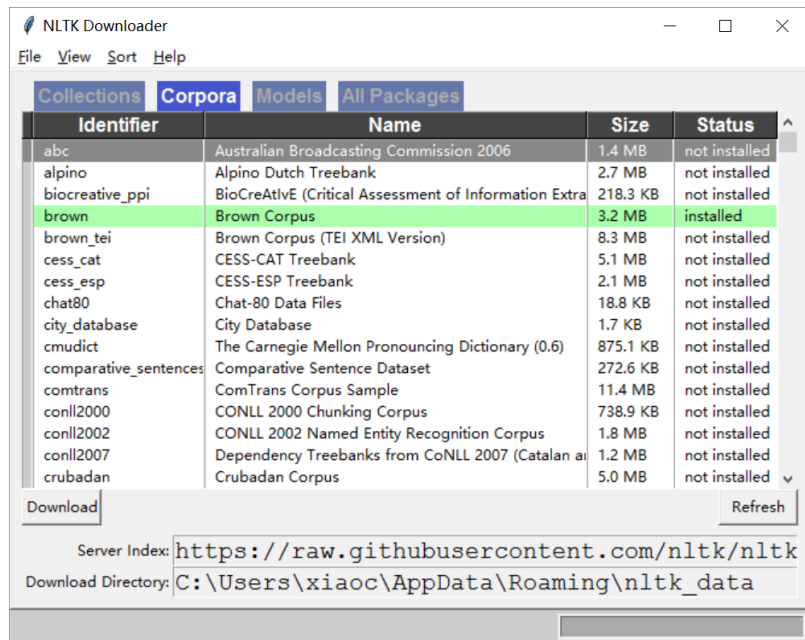 NLTK Downloader
File View Sort Help
Collections Corpora Models All Packages
Identifier Name Size Status
abc Australian Broadcasting Commission 2006 1.4 MB not installed
alpino Alpino Dutch Treebank 2.7 MB not installed
biocreative_ppi BioCreAtIvE (Critical Assessment of Information Extra 218.3 KB not installed
brown Brown Corpus 3.2 MB installed
brown_tei Brown Corpus (TEI XML Version) 8.3 MB not installed
cess_cat CESS-CAT Treebank 5.1 MB not installed
cess_esp CESS-ESP Treebank 2.1 MB not installed
chat80 Chat-80 Data Files 18.8 KB not installed
city_database City Database 1.7 KB not installed
cmudict The Carnegie Mellon Pronouncing Dictionary (0.6) 875.1 KB not installed
comparative_sentences Comparative Sentence Dataset 272.6 KB not installed
comtrans ComTrans Corpus Sample 11.4 MB not installed
conll2000 CONLL 2000 Chunking Corpus 738.9 KB not installed
conll2002 CONLL 2002 Named Entity Recognition Corpus 1.8 MB not installed
conll2007 Dependency Treebanks from CoNLL 2007 (Catalan a 1.2 MB not installed
crubadan Crubadan Corpus 5.0 MB not installed
Download Refresh
Server Index: https://raw.githubusercontent.com/nltk/nltk
Download Directory: C:\Users\xiaoc\AppData\Roaming\nltk_data